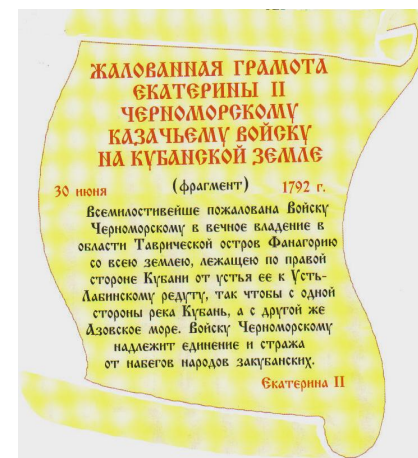 ЖАЛОВАННАЯ ГРАМОТА
ЕКАТЕРИНЫ II
ЧЕРНОМОРСКОМУ
КАЗАЧЬЕМУ ВОЙСКУ
НА КУБАНСКОЙ ЗЕМЛЕ
30 июня (фрагмент) 1792 г.
Всемилостивейше пожалована Войску
Черноморскому в вечное владение в
области Таврической остров Фанагорию
со всею землею, лежащею по правой
стороне Кубани от устья ее к Усть-
Лабинскому редуту, так чтобы с одной
стороны река Кубань, а с другой же
Азовское море. Войску Черноморскому
надлежит единение и стража
от набегов народов закубанских.
Екатерина II